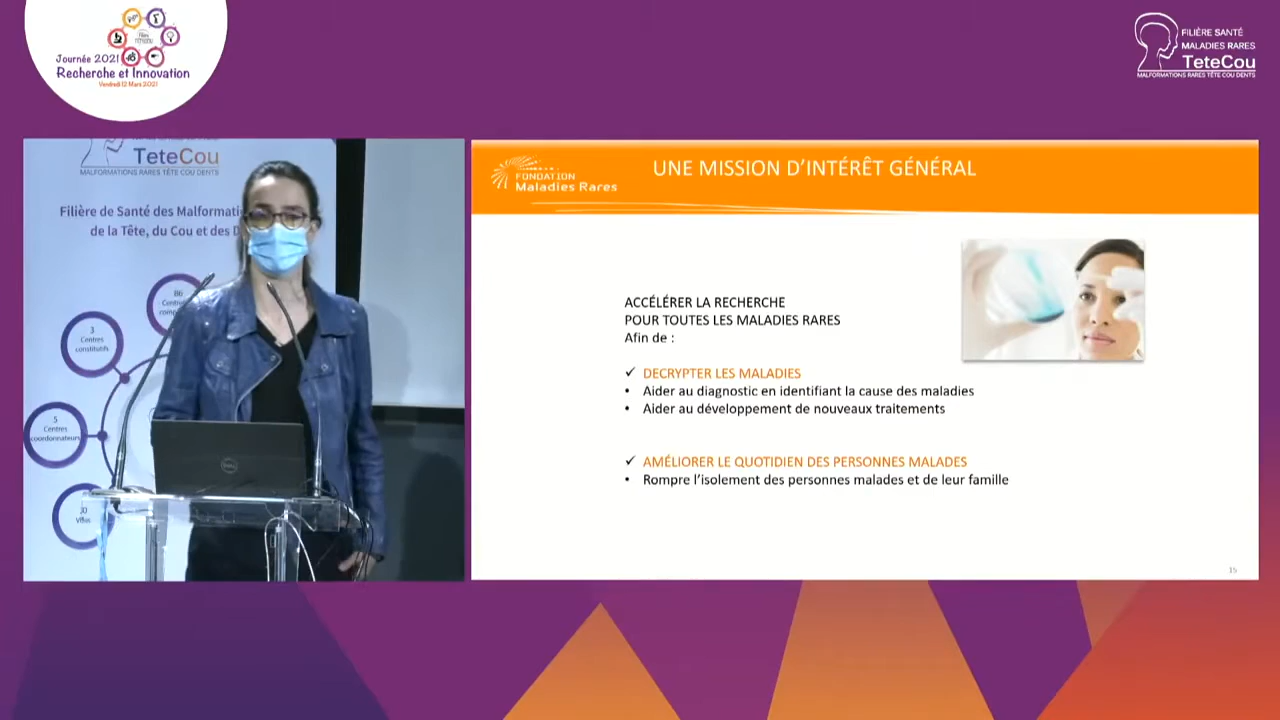 Journée 2021
Recherche et Innovation
Vendredi 12 Mars 2021
FILIÈRE SANTÉ
MALADIES RARES
TeteCou
MALFORMATIONS RARES TÊTE COU DENTS
TeteCou
MALFORMATIONS RARES TÊTE COU DENTS
Filière de Santé des Malformati
de la Tête, du Cou et des D
86
3
Centres
constitutifs
5
Centres
coordonnateurs
DELL
FONDATION
Maladies Rares
UNE MISSION D'INTÉRÊT GÉNÉRAL
ACCÉLÉRER LA RECHERCHE
POUR TOUTES LES MALADIES RARES
Afin de :
✓ DECRYPTER LES MALADIES
• Aider au diagnostic en identifiant la cause des maladies
• Aider au développement de nouveaux traitements
✓ AMÉLIORER LE QUOTIDIEN DES PERSONNES MALADES
• Rompre l'isolement des personnes malades et de leur famille
15